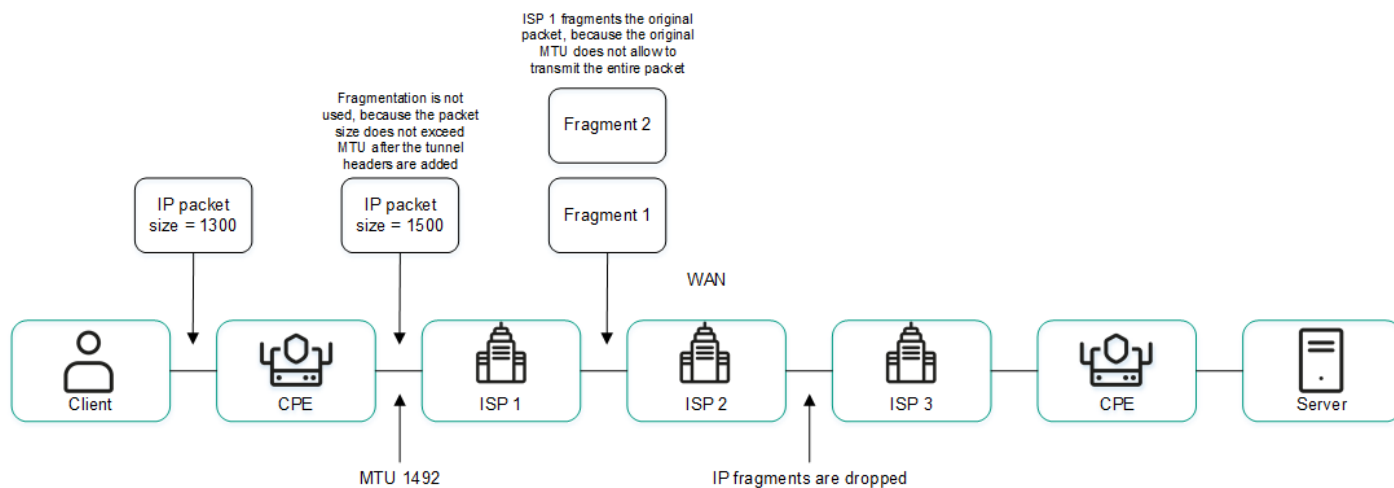 ISP 1 fragments the original
packet, because the original
MTU does not allow to
transmit the entire packet
Fragmentation is not
used, because the packet
size does not exceed
MTU after the tunnel
headers are added
Fragment 2
IP packet
size = 1300
IP packet
size = 1500
Fragment 1
WAN
Client
CPE
ISP 1
ISP 2
ISP 3
CPE
Server
MTU 1492
IP fragments are dropped